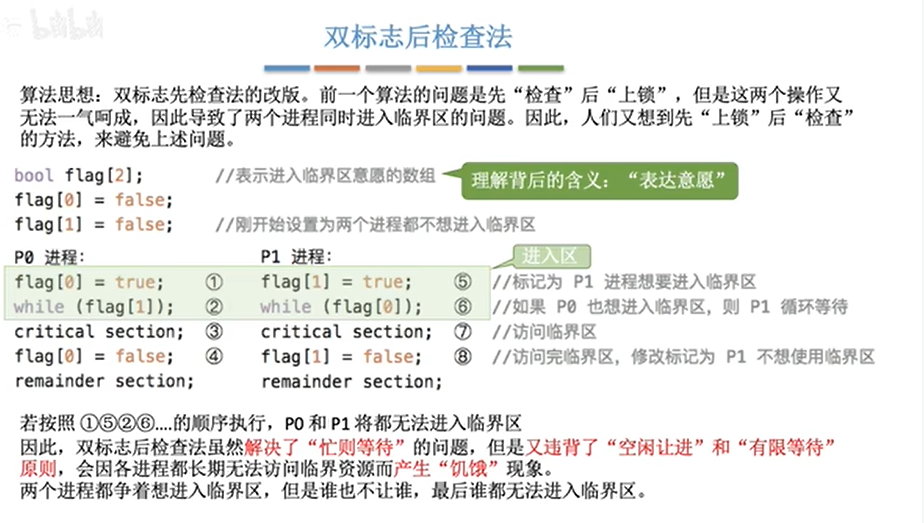 双标志后检查法
算法思想：双标志先检查法的改版。前一个算法的问题是先“检查”后“上锁”，但是这两个操作又
无法一气呵成，因此导致了两个进程同时进入临界区的问题。因此，人们又想到先“上锁”后“检查”
的方法，来避免上述问题。
bool flag[2]; //表示进入临界区意愿的数组 理解背后的含义：“表达意愿”
flag[0] = false;
flag[1] = false; //刚开始设置为两个进程都不想进入临界区
P0 进程： P1 进程： 进入区
flag[0] = true; ① flag[1] = true; ⑤ //标记为 P1 进程想要进入临界区
while (flag[1]); ② while (flag[0]); ⑥ //如果 P0 也想进入临界区，则 P1 循环等待
critical section; ③ critical section; ⑦ //访问临界区
flag[0] = false; ④ flag[1] = false; ⑧ //访问完临界区，修改标记为 P1 不想使用临界区
remainder section; remainder section;
若按照 ①⑤②⑥....的顺序执行，P0 和 P1 将都无法进入临界区
因此，双标志后检查法虽然解决了“忙则等待”的问题，但是又违背了“空闲让进”和“有限等待”
原则，会因各进程都长期无法访问临界资源而产生“饥饿”现象。
两个进程都争着想进入临界区，但是谁也不让谁，最后谁都无法进入临界区。